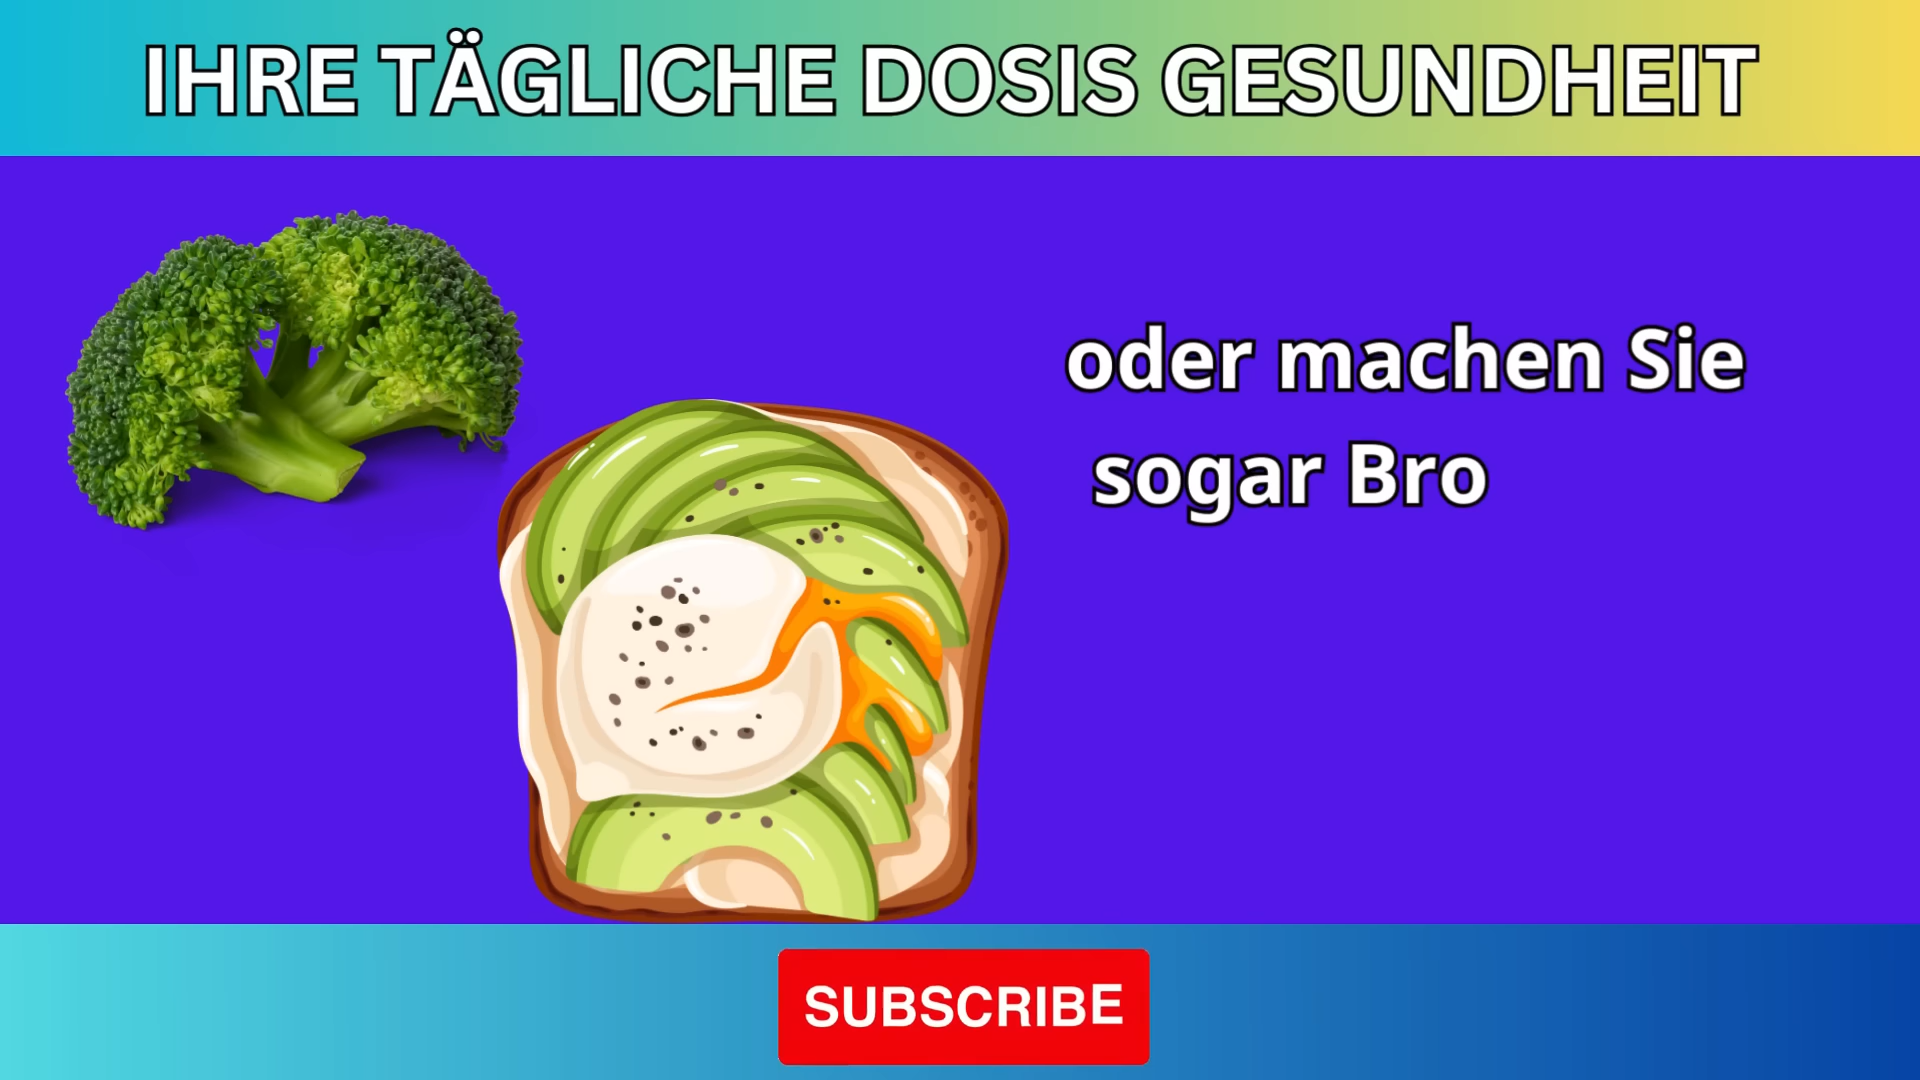 IHRE TÄGLICHE DOSIS GESUNDHEIT
oder machen Sie
sogar Bro
SUBSCRIBE